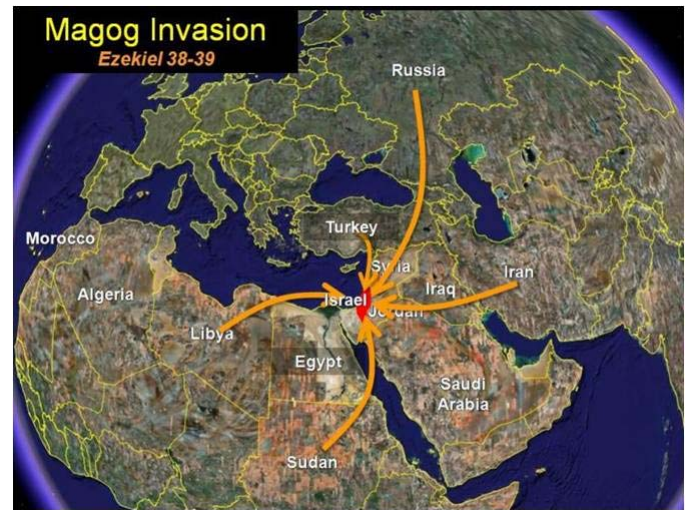 Magog Invasion
Ezekiel 38-39
Russia
Turkey
Morocco
Syria
Iran
Algeria
Israel
Iraq
Jordan
Libya
Egypt
Saudi
Arabia
Sudan